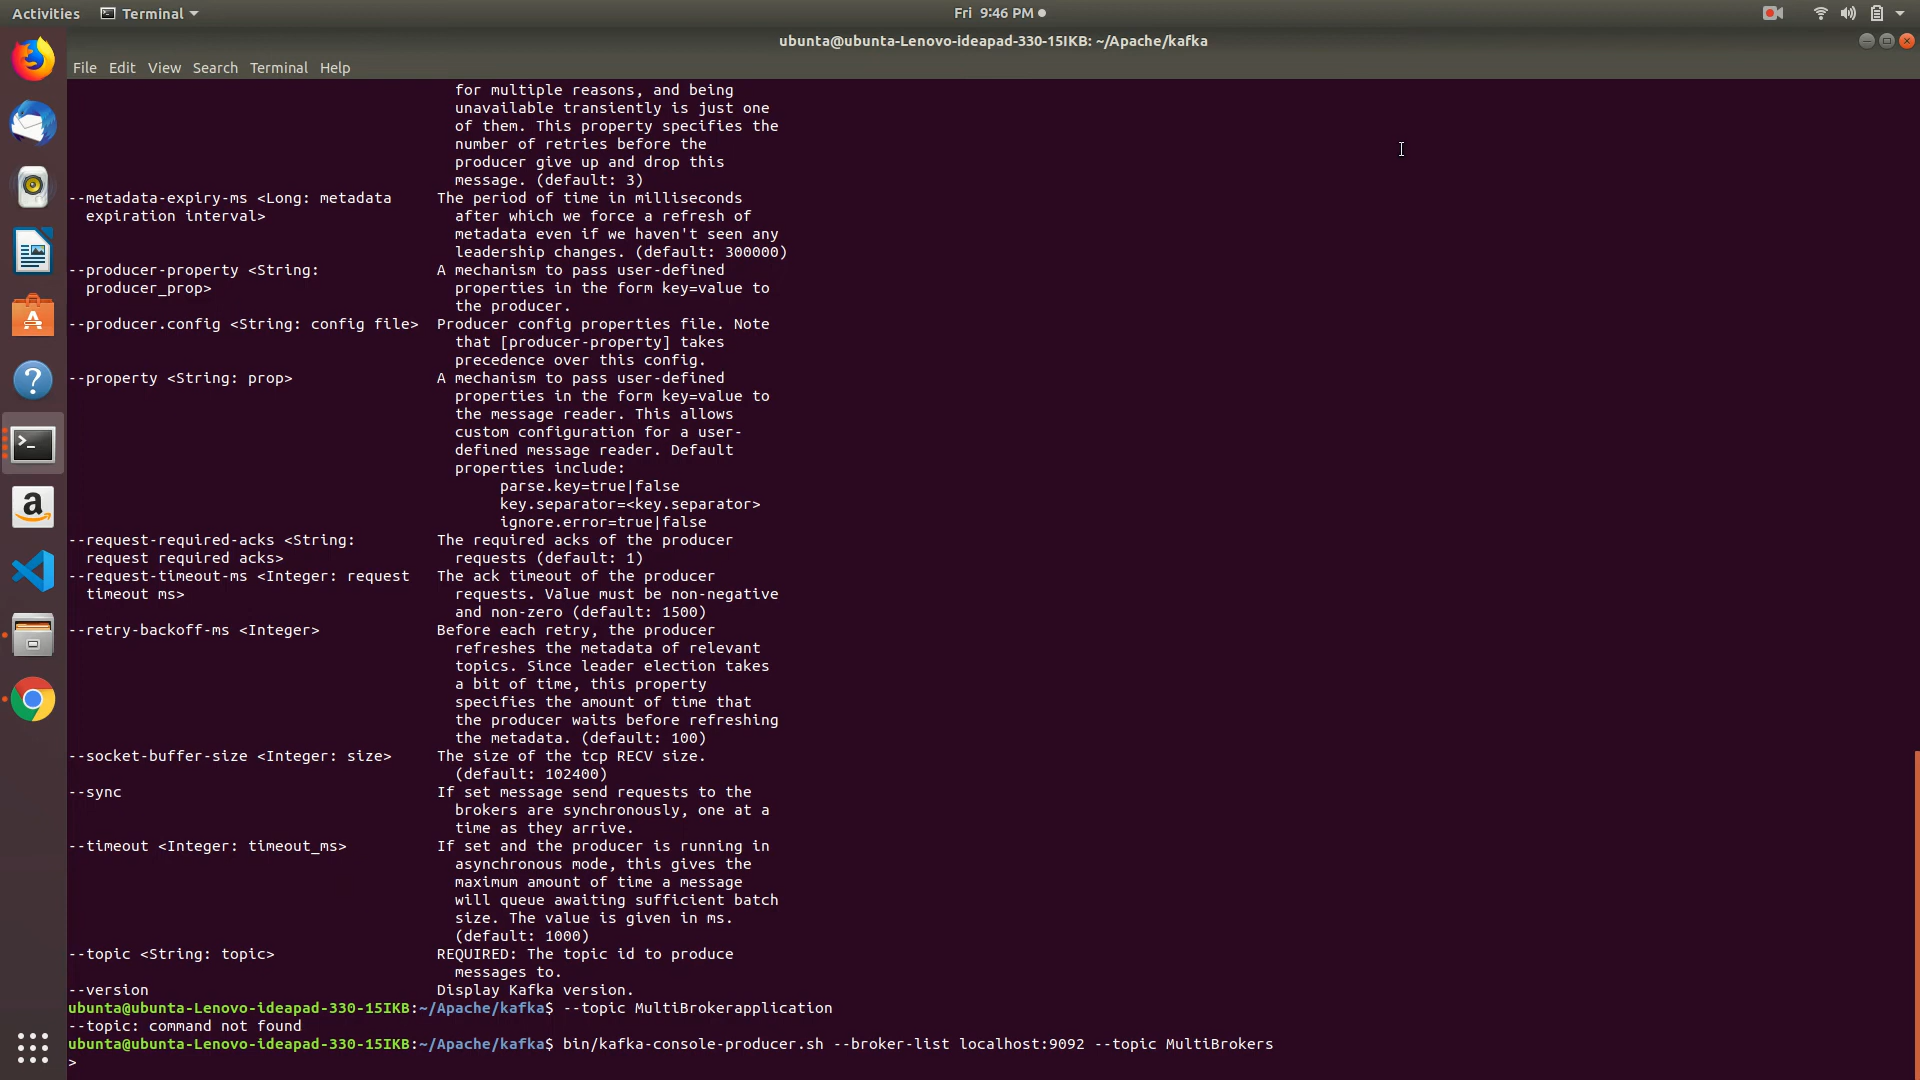 Activities Terminal Fri 9:46 PM
ubunta@ubunta-Lenovo-ideapad-330-15IKB: ~/Apache/kafka
File Edit View Search Terminal Help
for multiple reasons, and being
unavailable transiently is just one
of them. This property specifies the
number of retries before the
producer give up and drop this
message. (default: 3)
--metadata-expiry-ms <Long: metadata The period of time in milliseconds
expiration interval> after which we force a refresh of
metadata even if we haven't seen any
leadership changes. (default: 300000)
--producer-property <String: A mechanism to pass user-defined
producer_prop> properties in the form key=value to
the producer.
--producer.config <String: config file> Producer config properties file. Note
that [producer-property] takes
precedence over this config.
--property <String: prop> A mechanism to pass user-defined
properties in the form key=value to
the message reader. This allows
custom configuration for a user-
defined message reader. Default
properties include:
parse.key=true|false
key.separator=<key.separator>
ignore.error=true|false
--request-required-acks <String: The required acks of the producer
request required acks> requests (default: 1)
--request-timeout-ms <Integer: request The ack timeout of the producer
timeout ms> requests. Value must be non-negative
and non-zero (default: 1500)
--retry-backoff-ms <Integer> Before each retry, the producer
refreshes the metadata of relevant
topics. Since leader election takes
a bit of time, this property
specifies the amount of time that
the producer waits before refreshing
the metadata. (default: 100)
--socket-buffer-size <Integer: size> The size of the tcp RECV size.
(default: 102400)
--sync If set message send requests to the
brokers are synchronously, one at a
time as they arrive.
--timeout <Integer: timeout_ms> If set and the producer is running in
asynchronous mode, this gives the
maximum amount of time a message
will queue awaiting sufficient batch
size. The value is given in ms.
(default: 1000)
--topic <String: topic> REQUIRED: The topic id to produce
messages to.
--version Display Kafka version.
ubunta@ubunta-Lenovo-ideapad-330-15IKB:~/Apache/kafka$ --topic MultiBrokerapplication
--topic: command not found
ubunta@ubunta-Lenovo-ideapad-330-15IKB:~/Apache/kafka$ bin/kafka-console-producer.sh --broker-list localhost:9092 --topic MultiBrokers
>